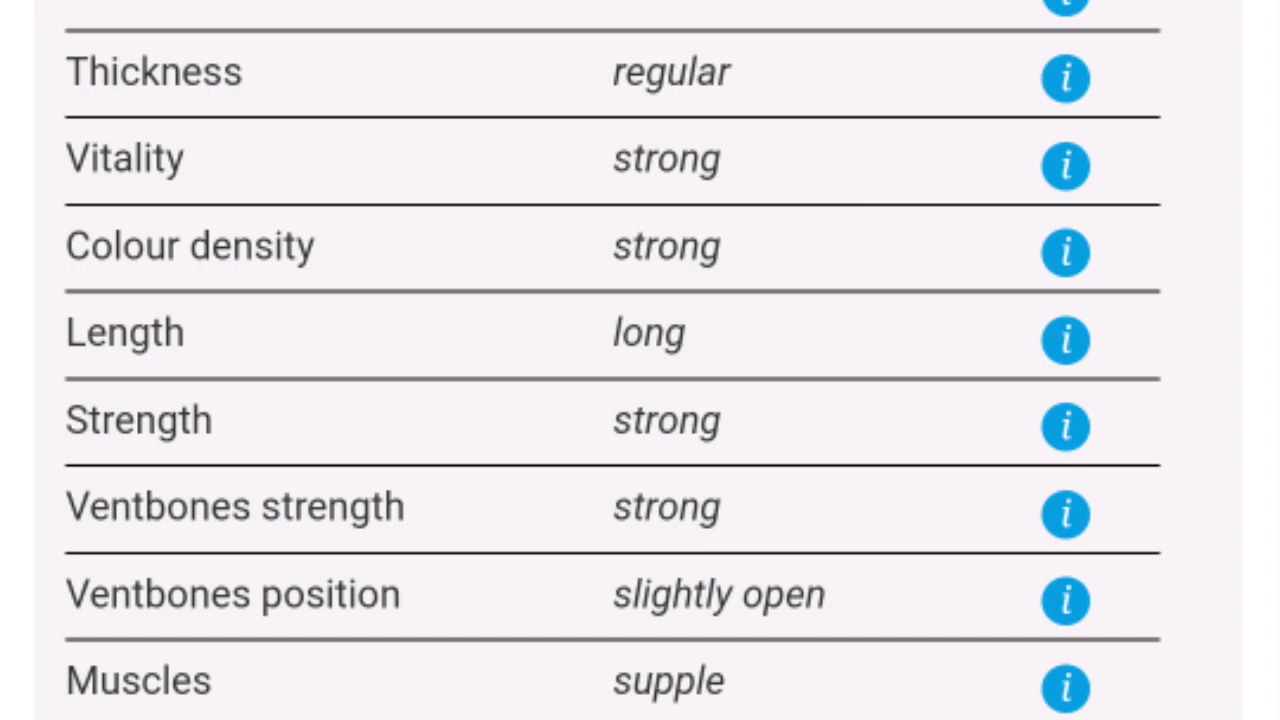 Thickness regular i
Vitality strong i
Colour density strong i
Length long i
Strength strong i
Ventbones strength strong i
Ventbones position slightly open i
Muscles supple i